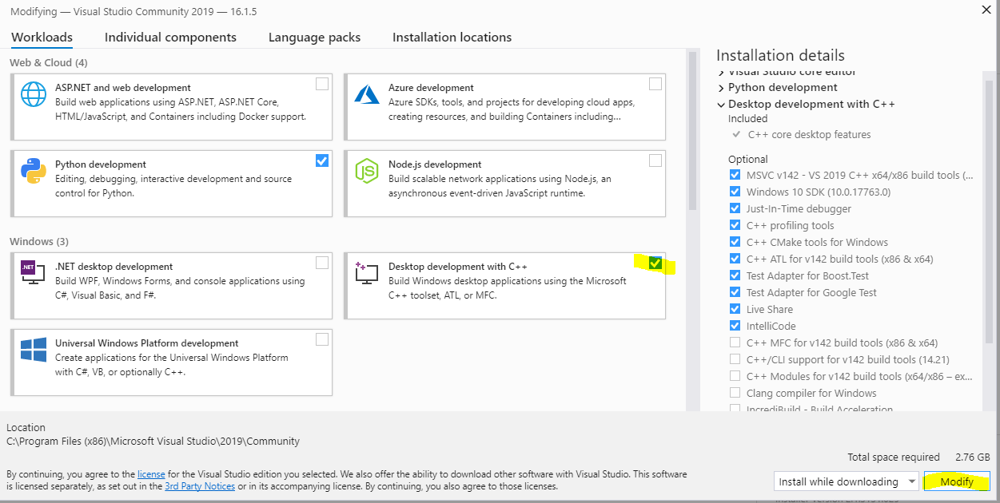 Modifying — Visual Studio Community 2019 — 16.1.5
Workloads
Individual components
Language packs
Installation locations
Web & Cloud (4)
ASP.NET and web development
Build web applications using ASP.NET, ASP.NET Core,
HTML/JavaScript, and Containers including Docker support.
Azure development
Azure SDKs, tools, and projects for developing cloud apps,
creating resources, and building Containers including...
Python development
Editing, debugging, interactive development and source
control for Python.
Node.js development
Build scalable network applications using Node.js, an
asynchronous event-driven JavaScript runtime.
Windows (3)
.NET
.NET desktop development
Build WPF, Windows Forms, and console applications using
C#, Visual Basic, and F#.
Desktop development with C++
Build Windows desktop applications using the Microsoft
C++ toolset, ATL, or MFC.
Universal Windows Platform development
Create applications for the Universal Windows Platform
with C#, VB, or optionally C++.
Installation details
Visual Studio core editor
Python development
Desktop development with C++
Included
C++ core desktop features
Optional
MSVC v142 - VS 2019 C++ x64/x86 build tools (...
Windows 10 SDK (10.0.17763.0)
Just-In-Time debugger
C++ profiling tools
C++ CMake tools for Windows
C++ ATL for v142 build tools (x86 & x64)
Test Adapter for Boost.Test
Test Adapter for Google Test
Live Share
IntelliCode
C++ MFC for v142 build tools (x86 & x64)
C++/CLI support for v142 build tools (14.21)
C++ Modules for v142 build tools (x64/x86 – ex...
Clang compiler for Windows
IncrediBuild - Build Acceleration
Location
C:\Program Files (x86)\Microsoft Visual Studio\2019\Community
Total space required 2.76 GB
By continuing, you agree to the license for the Visual Studio edition you selected. We also offer the ability to download other software with Visual Studio. This software
is licensed separately, as set out in the 3rd Party Notices or in its accompanying license. By continuing, you also agree to those licenses.
Install while downloading
Modify